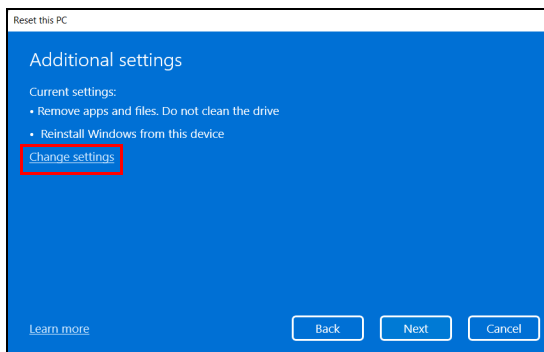 Reset this PC
Additional settings
Current settings:
• Remove apps and files. Do not clean the drive
• Reinstall Windows from this device
Change settings
Learn more
Back
Next
Cancel